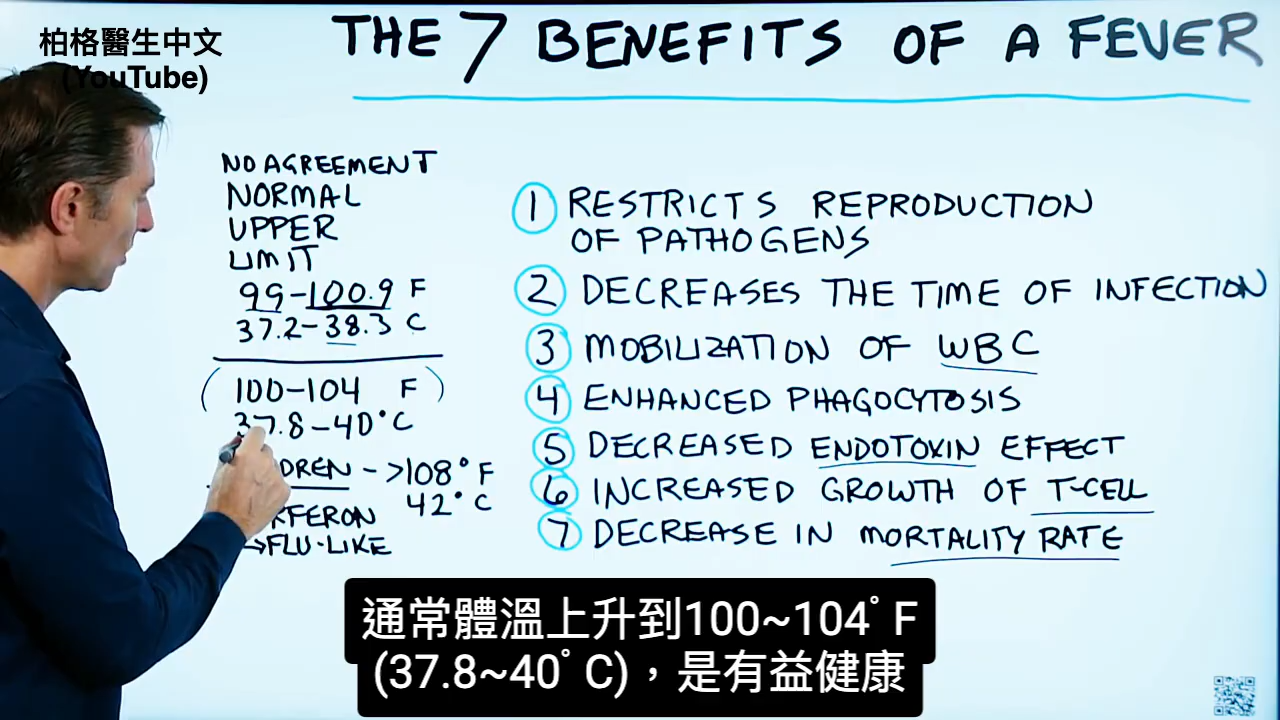 柏格醫生中文
(YouTube)
THE 7 BENEFITS OF A FEVER
NO AGREEMENT
NORMAL
UPPER
LIMIT
99-100.9 F
37.2-38.3 C
(100-104 F)
37.8-40°C
DREN ->108°F
42°C
RFERON
→FLU-LIKE
1 RESTRICTS REPRODUCTION
OF PATHOGENS
2 DECREASES THE TIME OF INFECTION
3 MOBILIZATION OF WBC
4 ENHANCED PHAGOCYTOSIS
5 DECREASED ENDOTOXIN EFFECT
6 INCREASED GROWTH OF T-CELL
7 DECREASE IN MORTALITY RATE
通常體溫上升到100~104°F
(37.8~40°C),是有益健康